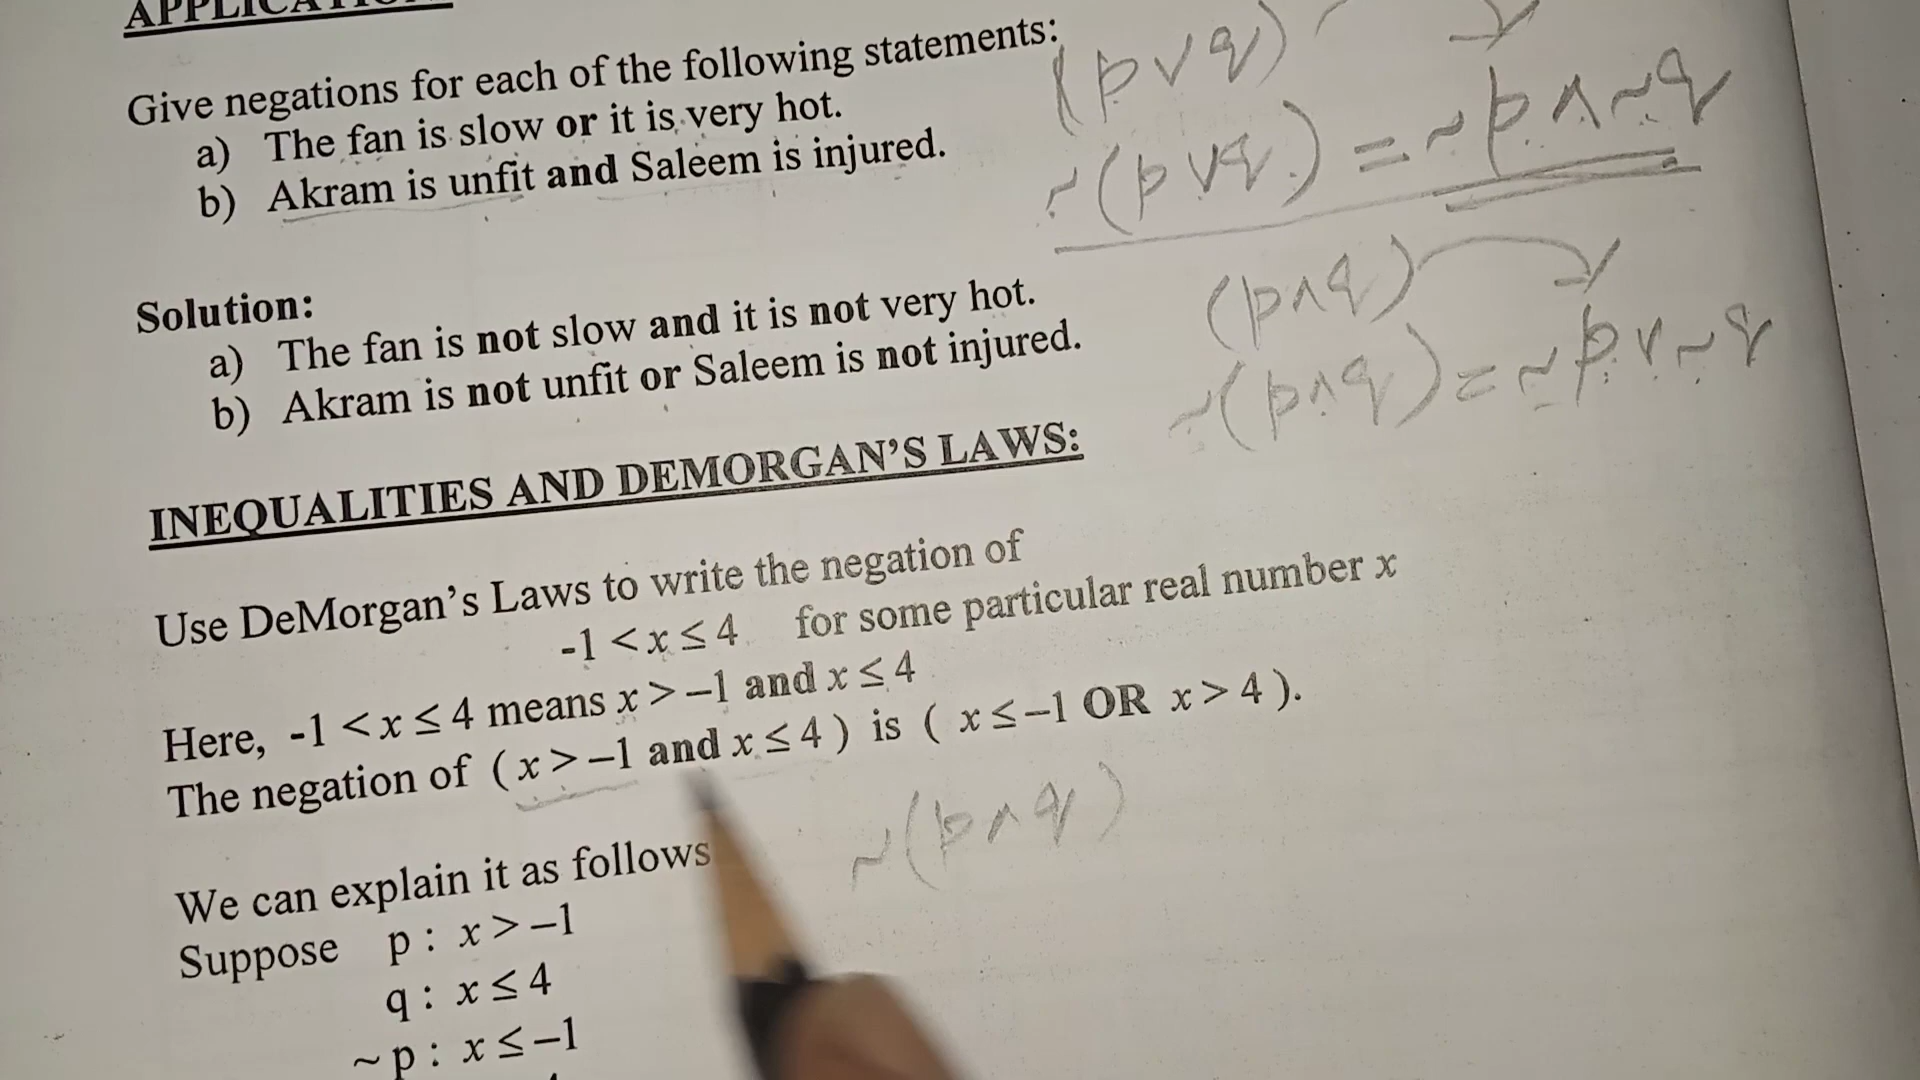 APPLICATION
Give negations for each of the following statements:
a) The fan is slow or it is very hot.
b) Akram is unfit and Saleem is injured.
(p∨q)
~(p∨q) = ~p∧~q
Solution:
a) The fan is not slow and it is not very hot.
b) Akram is not unfit or Saleem is not injured.
(p∧q)
~(p∧q) = ~p∨~q
INEQUALITIES AND DEMORGAN’S LAWS:
Use DeMorgan’s Laws to write the negation of
-1 < x ≤ 4 for some particular real number x
Here, -1 < x ≤ 4 means x > –1 and x ≤ 4
The negation of ( x > –1 and x ≤ 4 ) is ( x ≤ –1 OR x > 4 ).
~(p∧q)
We can explain it as follows
Suppose p : x > –1
q : x ≤ 4
~ p : x ≤ –1